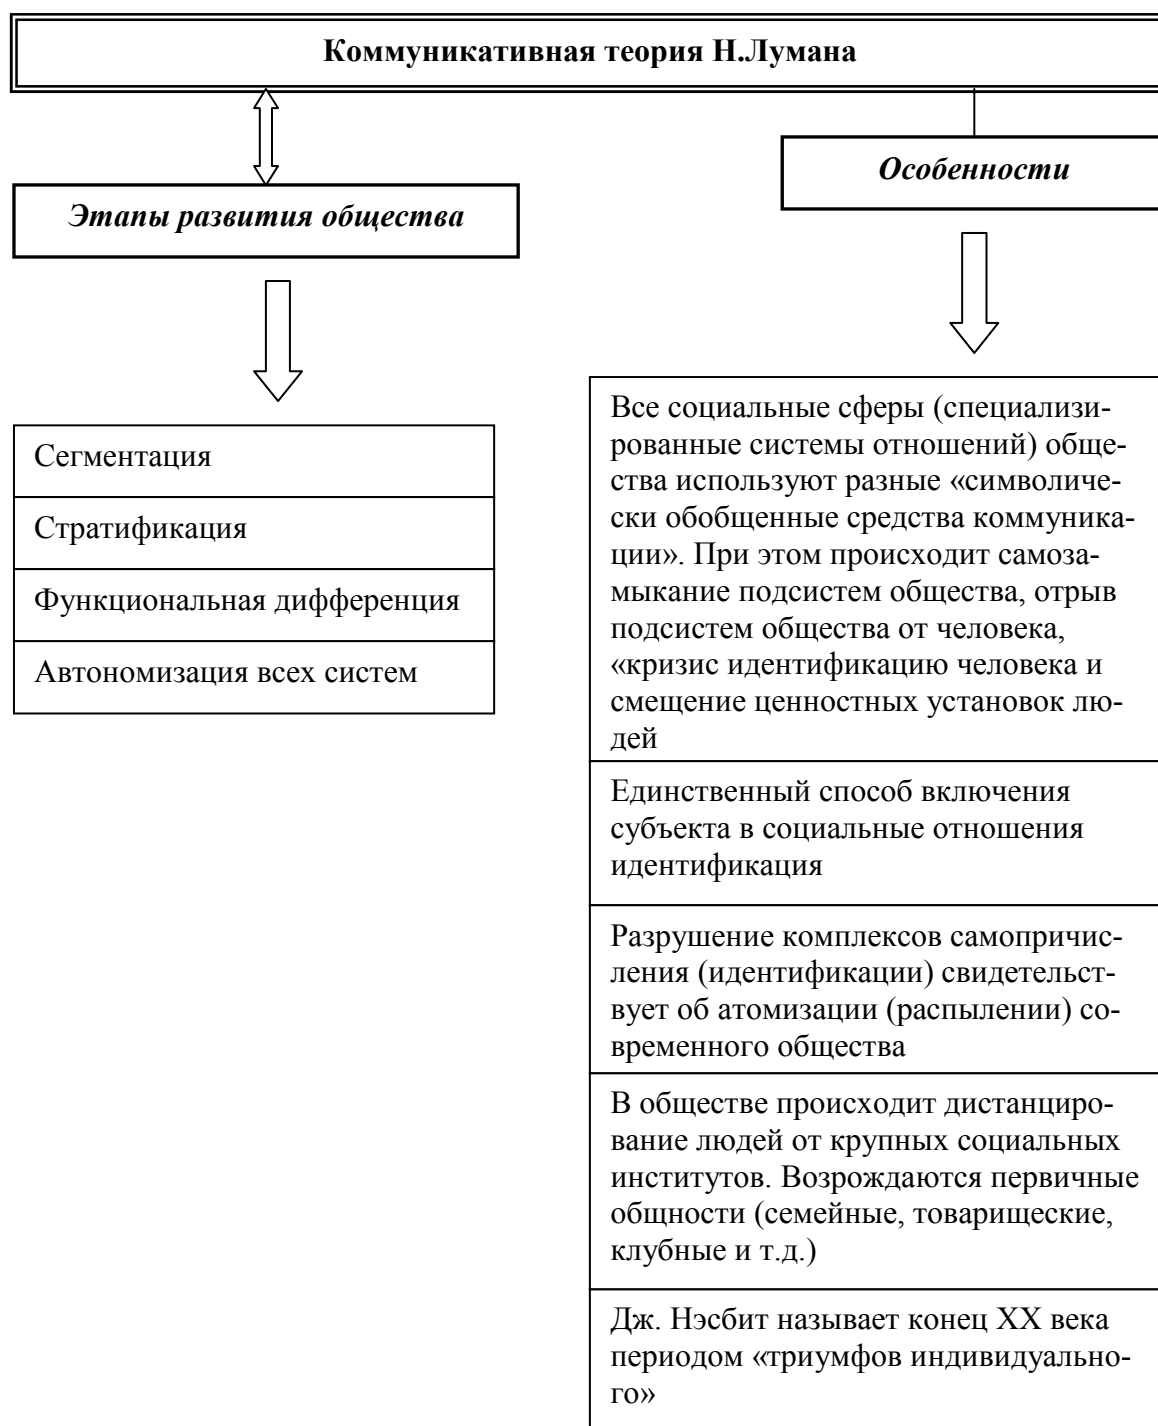 Коммуникативная теория Н.Лумана
Этапы развития общества
Сегментация
Стратификация
Функциональная дифференция
Автономизация всех систем
Особенности
Все социальные сферы (специализи-
рованные системы отношений) обще-
ства используют разные «символиче-
ски обобщенные средства коммуника-
ции». При этом происходит самоза-
мыкание подсистем общества, отрыв
подсистем общества от человека,
«кризис идентификацию человека и
смещение ценностных установок лю-
дей
Единственный способ включения
субъекта в социальные отношения
идентификация
Разрушение комплексов самопричис-
ления (идентификации) свидетельст-
вует об атомизации (распылении) со-
временного общества
В обществе происходит дистанциро-
вание людей от крупных социальных
институтов. Возрождаются первичные
общности (семейные, товарищеские,
клубные и т.д.)
Дж. Нэсбит называет конец XX века
периодом «триумфов индивидуально-
го»